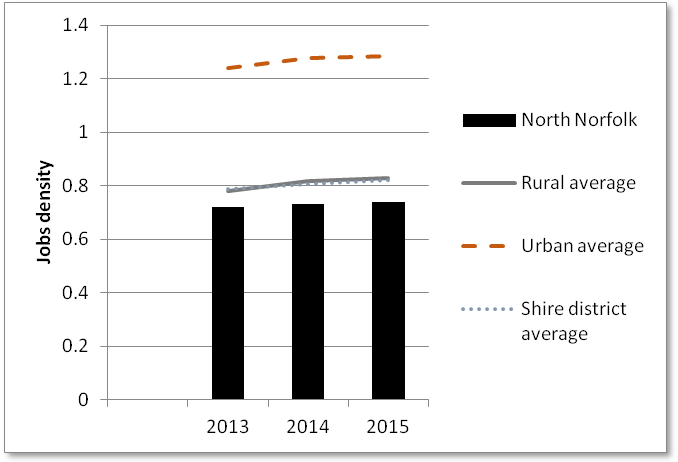 1.4
1.2
1
0.8
0.6
0.4
0.2
0
Jobs density
2013 2014 2015
North Norfolk
Rural average
Urban average
Shire district
average